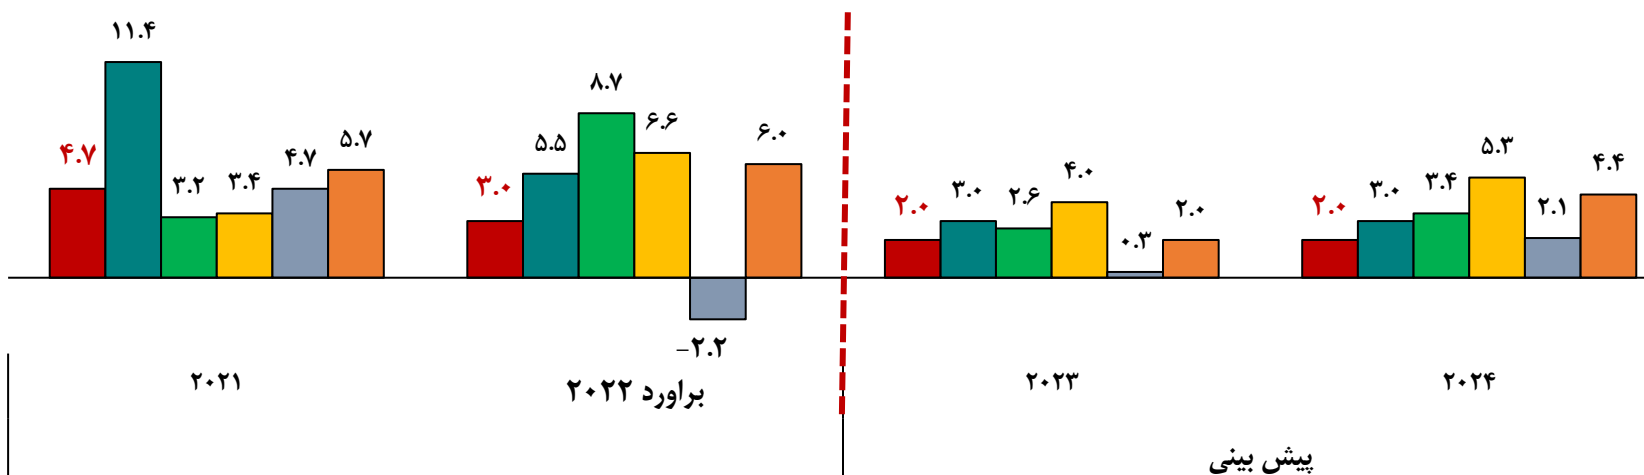 ۴.۷ ۱۱.۴ ۳.۲ ۳.۴ ۴.۷ ۵.۷
۳.۰ ۵.۵ ۸.۷ ۶.۶ -۲.۲ ۶.۰
۲.۰ ۳.۰ ۲.۶ ۴.۰ ۰.۳ ۲.۰
۲.۰ ۳.۰ ۳.۴ ۵.۳ ۲.۱ ۴.۴
۲۰۲۱
براورد ۲۰۲۲
۲۰۲۳
۲۰۲۴
پیش بینی